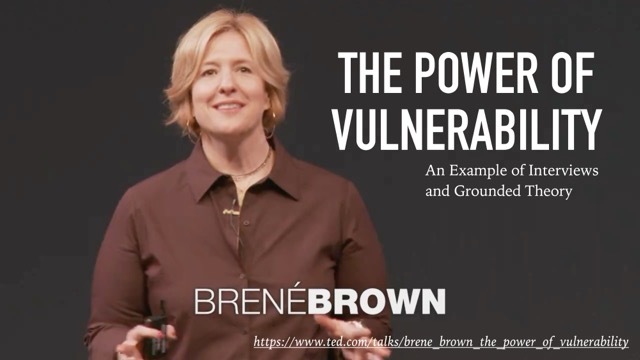 THE POWER OF
VULNERABILITY
An Example of Interviews
and Grounded Theory
BRENÉBROWN
https://www.ted.com/talks/brene_brown_the_power_of_vulnerability